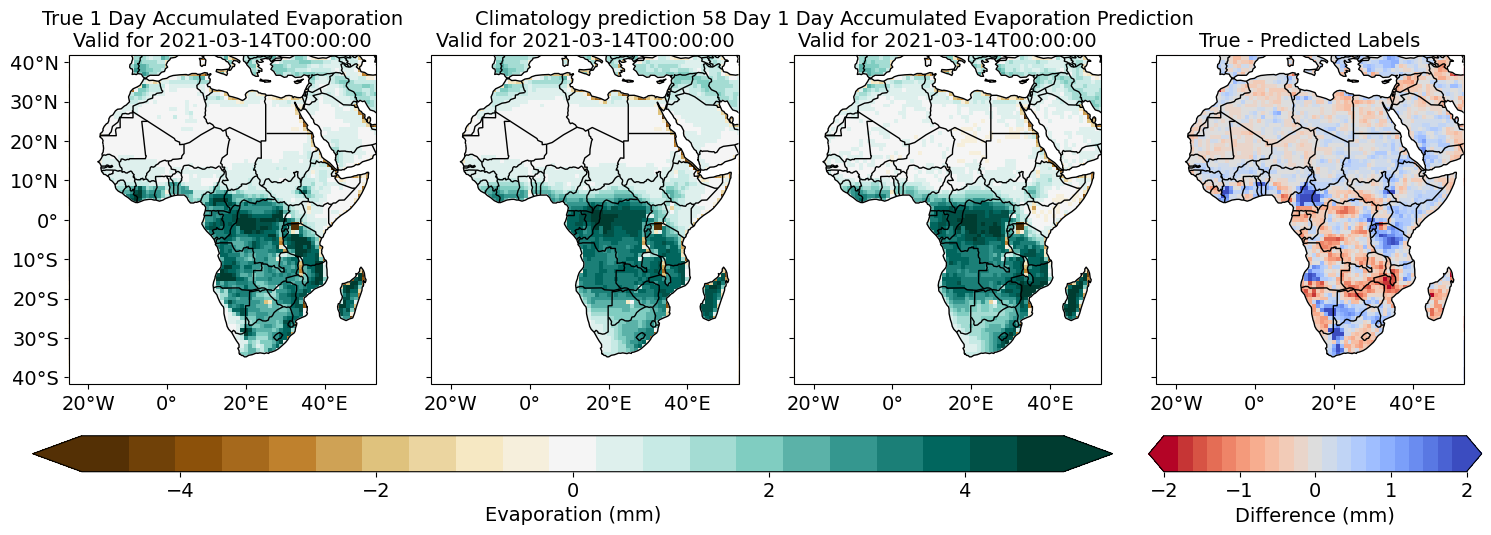 True 1 Day Accumulated Evaporation
Valid for 2021-03-14T00:00:00
Climatology prediction 58 Day 1 Day Accumulated Evaporation Prediction
Valid for 2021-03-14T00:00:00
Valid for 2021-03-14T00:00:00
True - Predicted Labels
40°N
30°N
20°N
10°N
0°
10°S
20°S
30°S
40°S
20°W 0° 20°E 40°E
20°W 0° 20°E 40°E
20°W 0° 20°E 40°E
20°W 0° 20°E 40°E
−4 −2 0 2 4
Evaporation (mm)
−2 −1 0 1 2
Difference (mm)